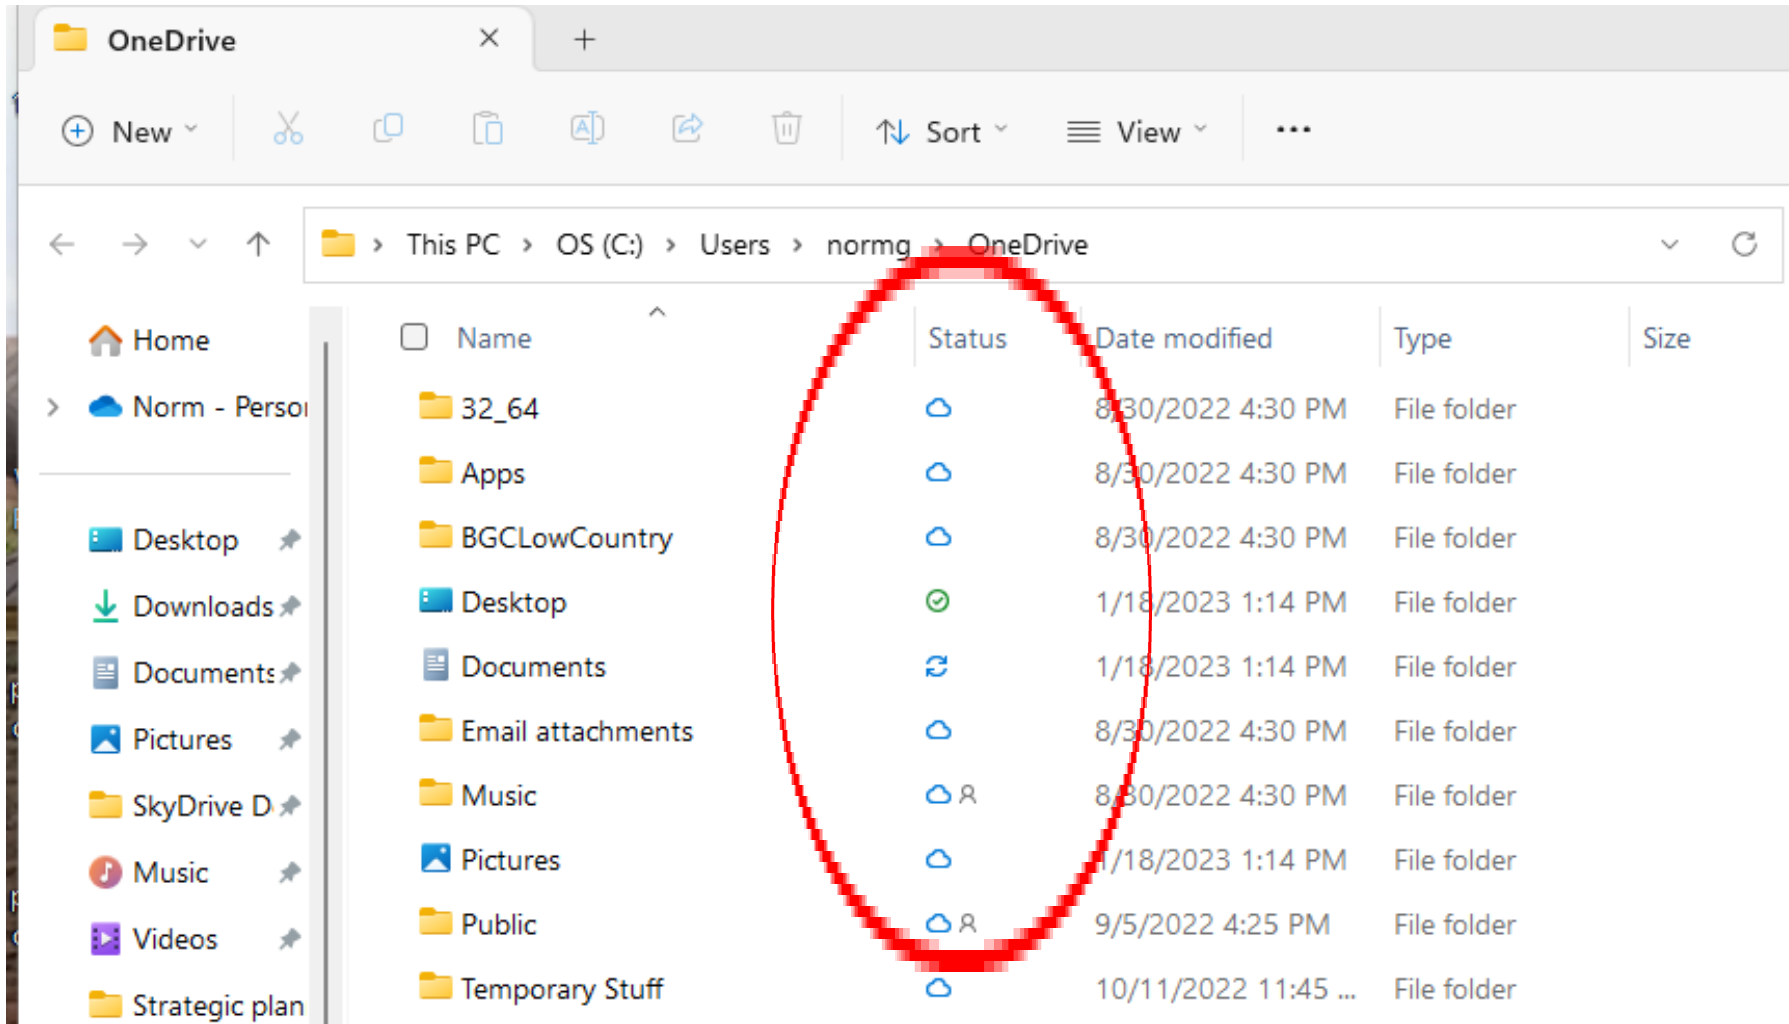 OneDrive
New Sort View
This PC > OS (C:) > Users > normg > OneDrive
Name Status Date modified Type Size
Home
Norm - Persor
Desktop
Downloads
Documents
Pictures
SkyDrive D
Music
Videos
Strategic plan
32_64 8/30/2022 4:30 PM File folder
Apps 8/30/2022 4:30 PM File folder
BGCLowCountry 8/30/2022 4:30 PM File folder
Desktop 1/18/2023 1:14 PM File folder
Documents 1/18/2023 1:14 PM File folder
Email attachments 8/30/2022 4:30 PM File folder
Music 8/30/2022 4:30 PM File folder
Pictures 1/18/2023 1:14 PM File folder
Public 9/5/2022 4:25 PM File folder
Temporary Stuff 10/11/2022 11:45 ... File folder